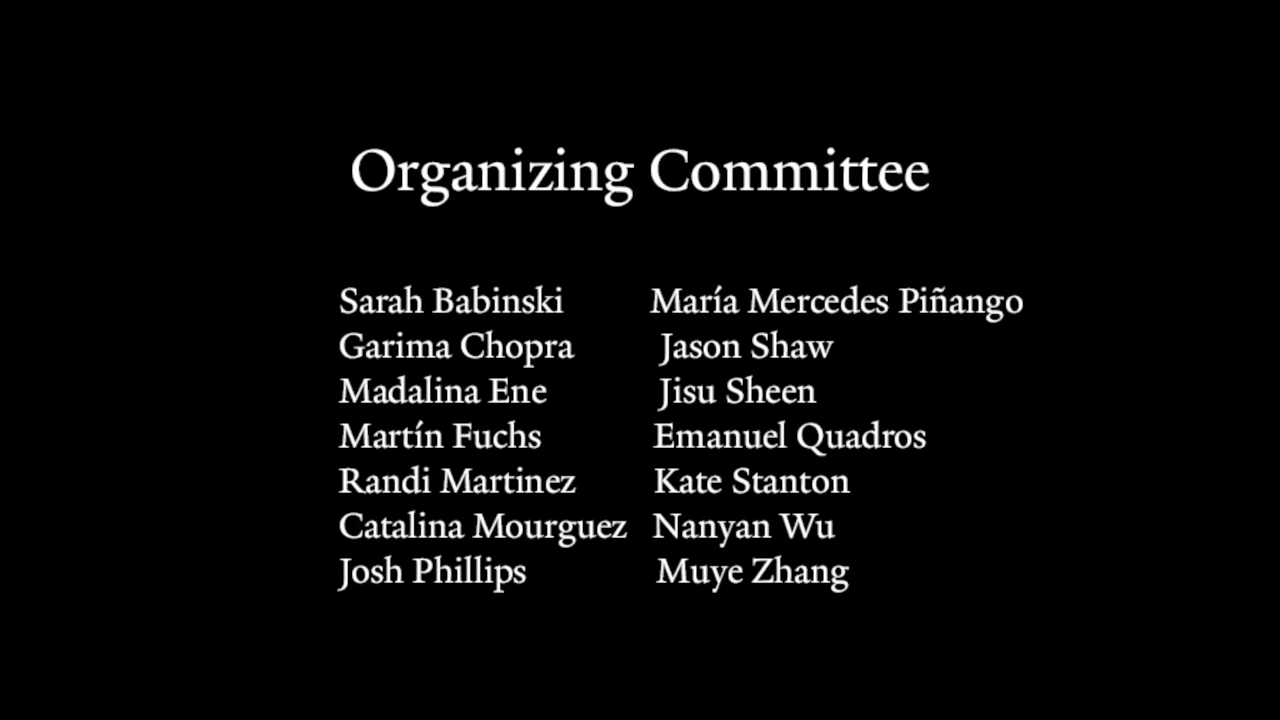 Organizing Committee
Sarah Babinski María Mercedes Piñango
Garima Chopra Jason Shaw
Madalina Ene Jisu Sheen
Martín Fuchs Emanuel Quadros
Randi Martinez Kate Stanton
Catalina Mourguez Nanyan Wu
Josh Phillips Muye Zhang